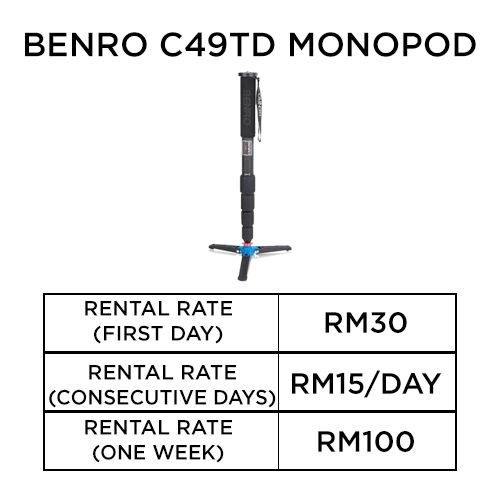 BENRO C49TD MONOPOD
BENRO
RENTAL RATE
(FIRST DAY)
RM30
RENTAL RATE
(CONSECUTIVE DAYS)
RM15/DAY
RENTAL RATE
(ONE WEEK)
RM100